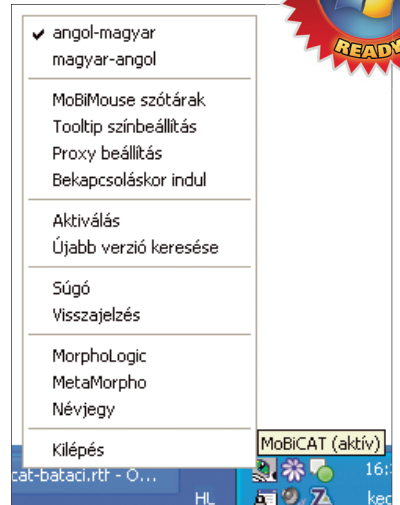 READY
angol-magyar
magyar-angol
MoBiMouse szótárak
Tooltip színbeállítás
Proxy beállítás
Bekapcsoláskor indul
Aktiválás
Újabb verzió keresése
Súgó
Visszajelzés
MorphoLogic
MetaMorpho
Névjegy
Kilépés
MoBiCAT (aktív)
cat-bataci.rtf - O...
16:
HL